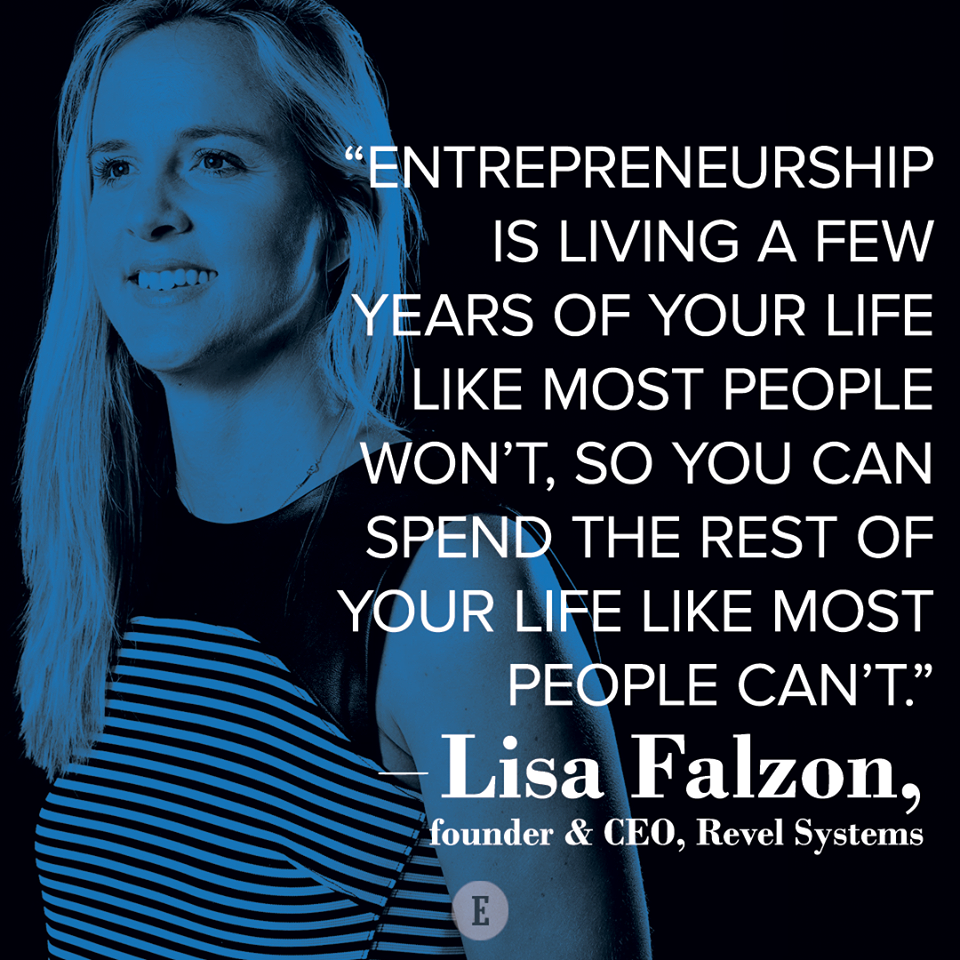 “ENTREPRENEURSHIP
IS LIVING A FEW
YEARS OF YOUR LIFE
LIKE MOST PEOPLE
WON’T, SO YOU CAN
SPEND THE REST OF
YOUR LIFE LIKE MOST
PEOPLE CAN’T.”
—Lisa Falzon,
founder & CEO, Revel Systems
E